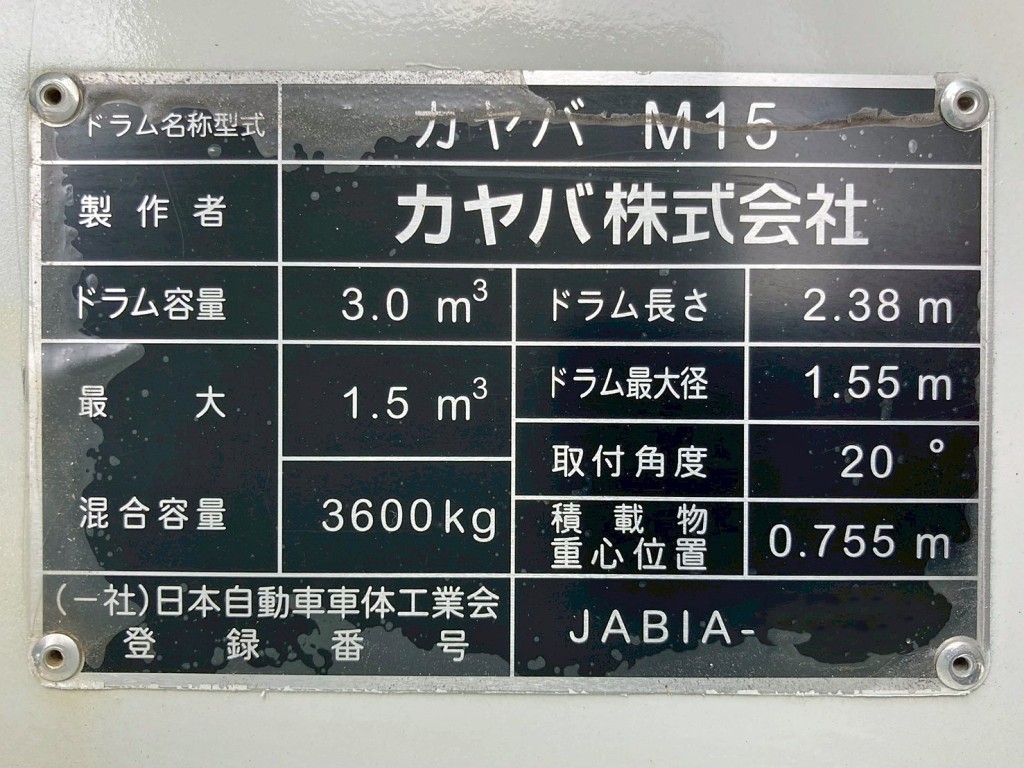 ドラム名称型式 カヤバ M15
製作者 カヤバ株式会社
ドラム容量 3.0 m³ ドラム長さ 2.38 m
最大混合容量 1.5 m³ ドラム最大径 1.55 m
取付角度 20°
3600kg 積載物重心位置 0.755 m
(一社)日本自動車車体工業会
登録番号 JABIA-